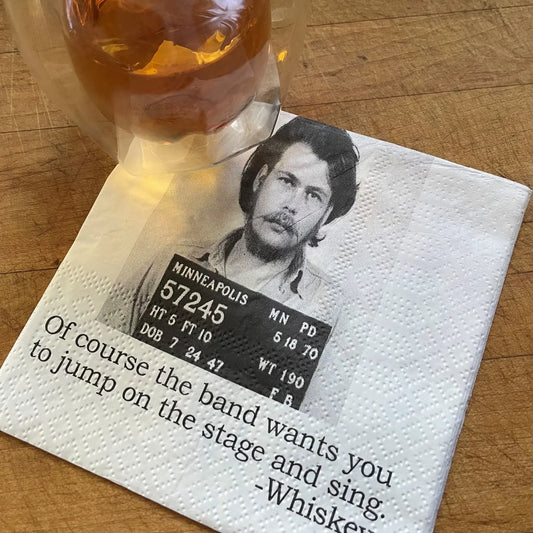 MINNEAPOLIS MN PD
57245 5 18 70
HT 5 FT 10 WT 190
DOB 7 24 47 E B
Of course the band wants you
to jump on the stage and sing.
-Whiskey